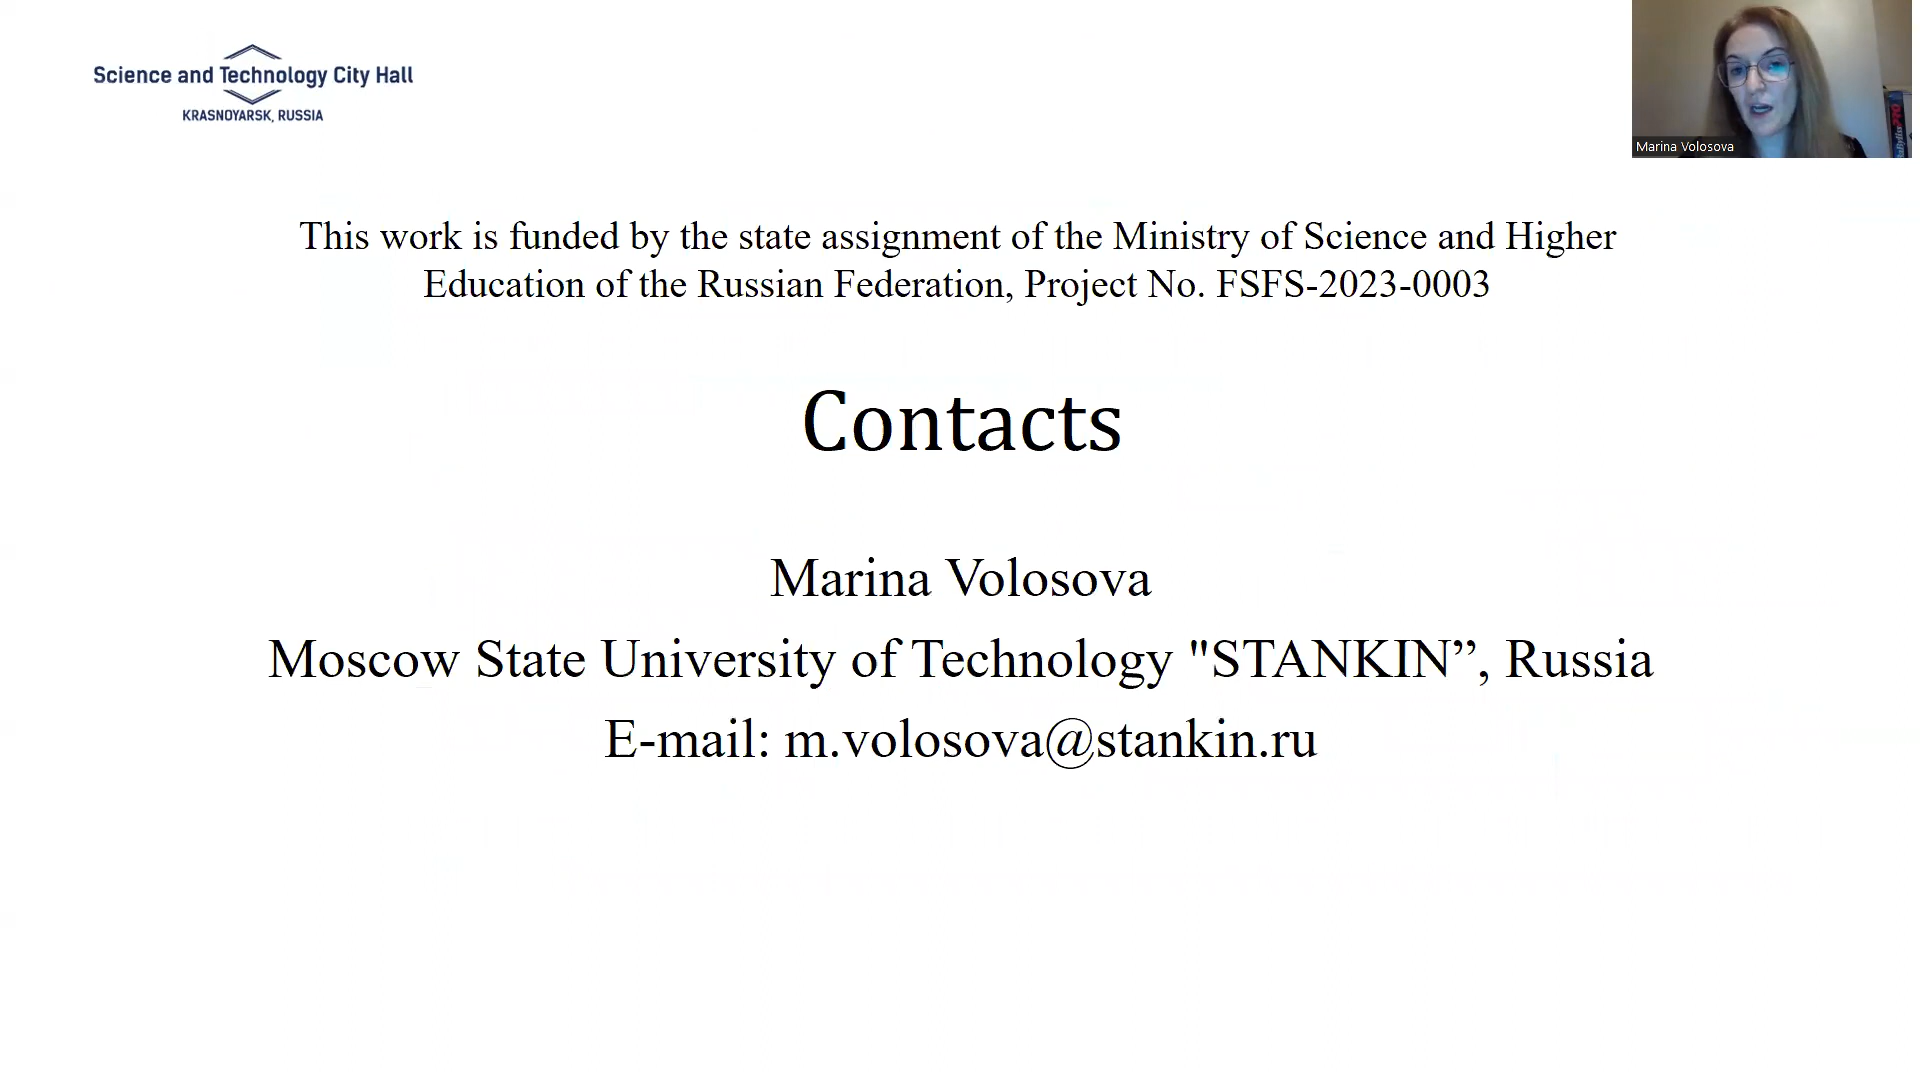 Science and Technology City Hall
KRASNOYARSK, RUSSIA
Marina Volosova
This work is funded by the state assignment of the Ministry of Science and Higher
Education of the Russian Federation, Project No. FSFS-2023-0003
Contacts
Marina Volosova
Moscow State University of Technology "STANKIN”, Russia
E-mail: m.volosova@stankin.ru